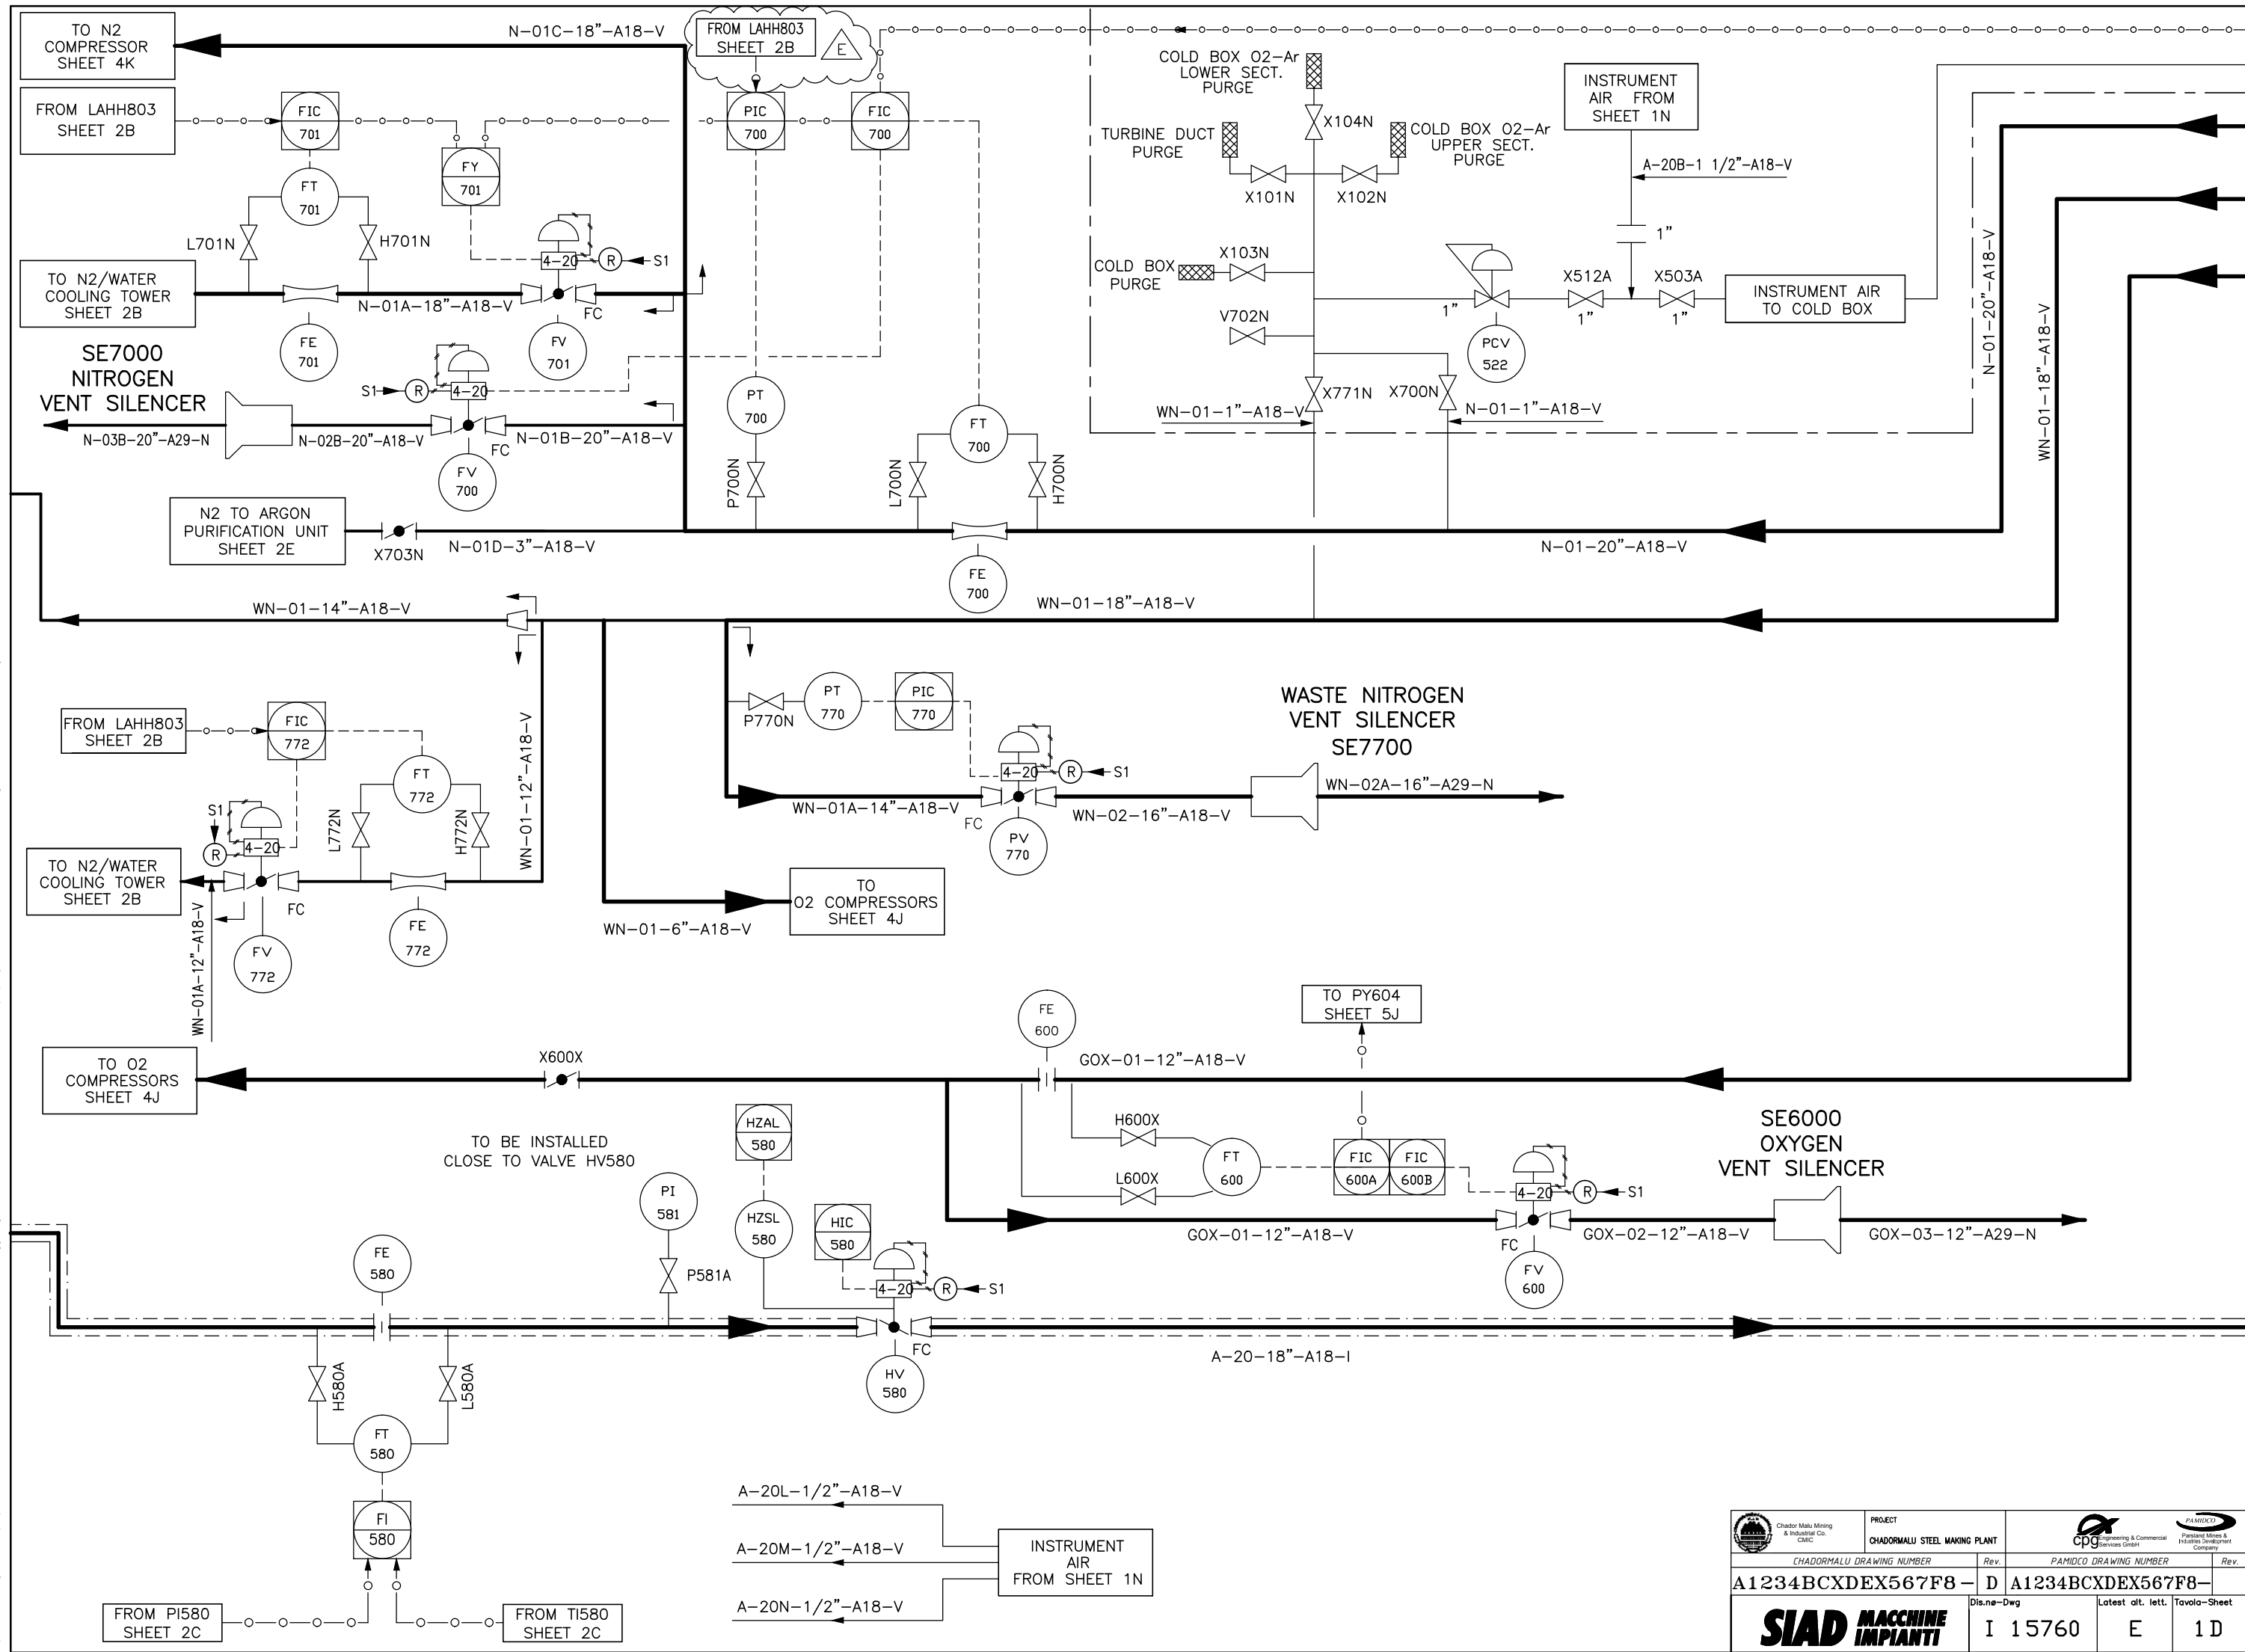 TO N2
COMPRESSOR
SHEET 4K
N-01C-18"-A18-V
FROM LAHH803
SHEET 2B
E
FROM LAHH803
SHEET 2B
FIC
701
FY
701
FT
701
L701N
H701N
4-20
R
S1
PIC
700
FIC
700
TO N2/WATER
COOLING TOWER
SHEET 2B
N-01A-18"-A18-V
FC
FE
701
FV
701
SE7000
NITROGEN
VENT SILENCER
S1
R
4-20
N-03B-20"-A29-N
N-02B-20"-A18-V
N-01B-20"-A18-V
FC
FV
700
PT
700
P700N
FT
700
L700N
H700N
N2 TO ARGON
PURIFICATION UNIT
SHEET 2E
X703N
N-01D-3"-A18-V
FE
700
COLD BOX O2-Ar
LOWER SECT.
PURGE
X104N
TURBINE DUCT
PURGE
COLD BOX O2-Ar
UPPER SECT.
PURGE
X101N
X102N
INSTRUMENT
AIR FROM
SHEET 1N
A-20B-1 1/2"-A18-V
1"
COLD BOX
PURGE
X103N
V702N
1"
PCV
522
X512A
1"
X503A
1"
INSTRUMENT AIR
TO COLD BOX
X771N
X700N
WN-01-1"-A18-V
N-01-1"-A18-V
N-01-20"-A18-V
WN-01-18"-A18-V
N-01-20"-A18-V
WN-01-14"-A18-V
WN-01-18"-A18-V
FROM LAHH803
SHEET 2B
FIC
772
FT
772
S1
R
4-20
L772N
H772N
WN-01-12"-A18-V
TO N2/WATER
COOLING TOWER
SHEET 2B
FC
FV
772
FE
772
WN-01A-12"-A18-V
P770N
PT
770
PIC
770
4-20
R
S1
WASTE NITROGEN
VENT SILENCER
SE7700
WN-01A-14"-A18-V
FC
PV
770
WN-02-16"-A18-V
WN-02A-16"-A29-N
TO
O2 COMPRESSORS
SHEET 4J
WN-01-6"-A18-V
TO O2
COMPRESSORS
SHEET 4J
X600X
FE
600
GOX-01-12"-A18-V
TO PY604
SHEET 5J
H600X
L600X
FT
600
FIC
600A
FIC
600B
4-20
R
S1
SE6000
OXYGEN
VENT SILENCER
GOX-01-12"-A18-V
FC
FV
600
GOX-02-12"-A18-V
GOX-03-12"-A29-N
TO BE INSTALLED
CLOSE TO VALVE HV580
HZAL
580
PI
581
HZSL
580
HIC
580
P581A
4-20
R
S1
FE
580
FC
HV
580
A-20-18"-A18-I
H580A
L580A
FT
580
FI
580
FROM PI580
SHEET 2C
FROM TI580
SHEET 2C
A-20L-1/2"-A18-V
A-20M-1/2"-A18-V
A-20N-1/2"-A18-V
INSTRUMENT
AIR
FROM SHEET 1N
Chador Malu Mining
& Industrial Co.
CMIC
PROJECT
CHADORMALU STEEL MAKING PLANT
cpg Engineering & Commercial
Services GmbH
PAMIDCO
Parsland Mines &
Industries Development
Company
CHADORMALU DRAWING NUMBER
Rev.
PAMIDCO DRAWING NUMBER
Rev.
A1234BCXDEX567F8-
D
A1234BCXDEX567F8-
SIAD MACCHINE
IMPIANTI
Dis.nø-Dwg
I 15760
Latest alt. lett.
E
Tavola-Sheet
1D